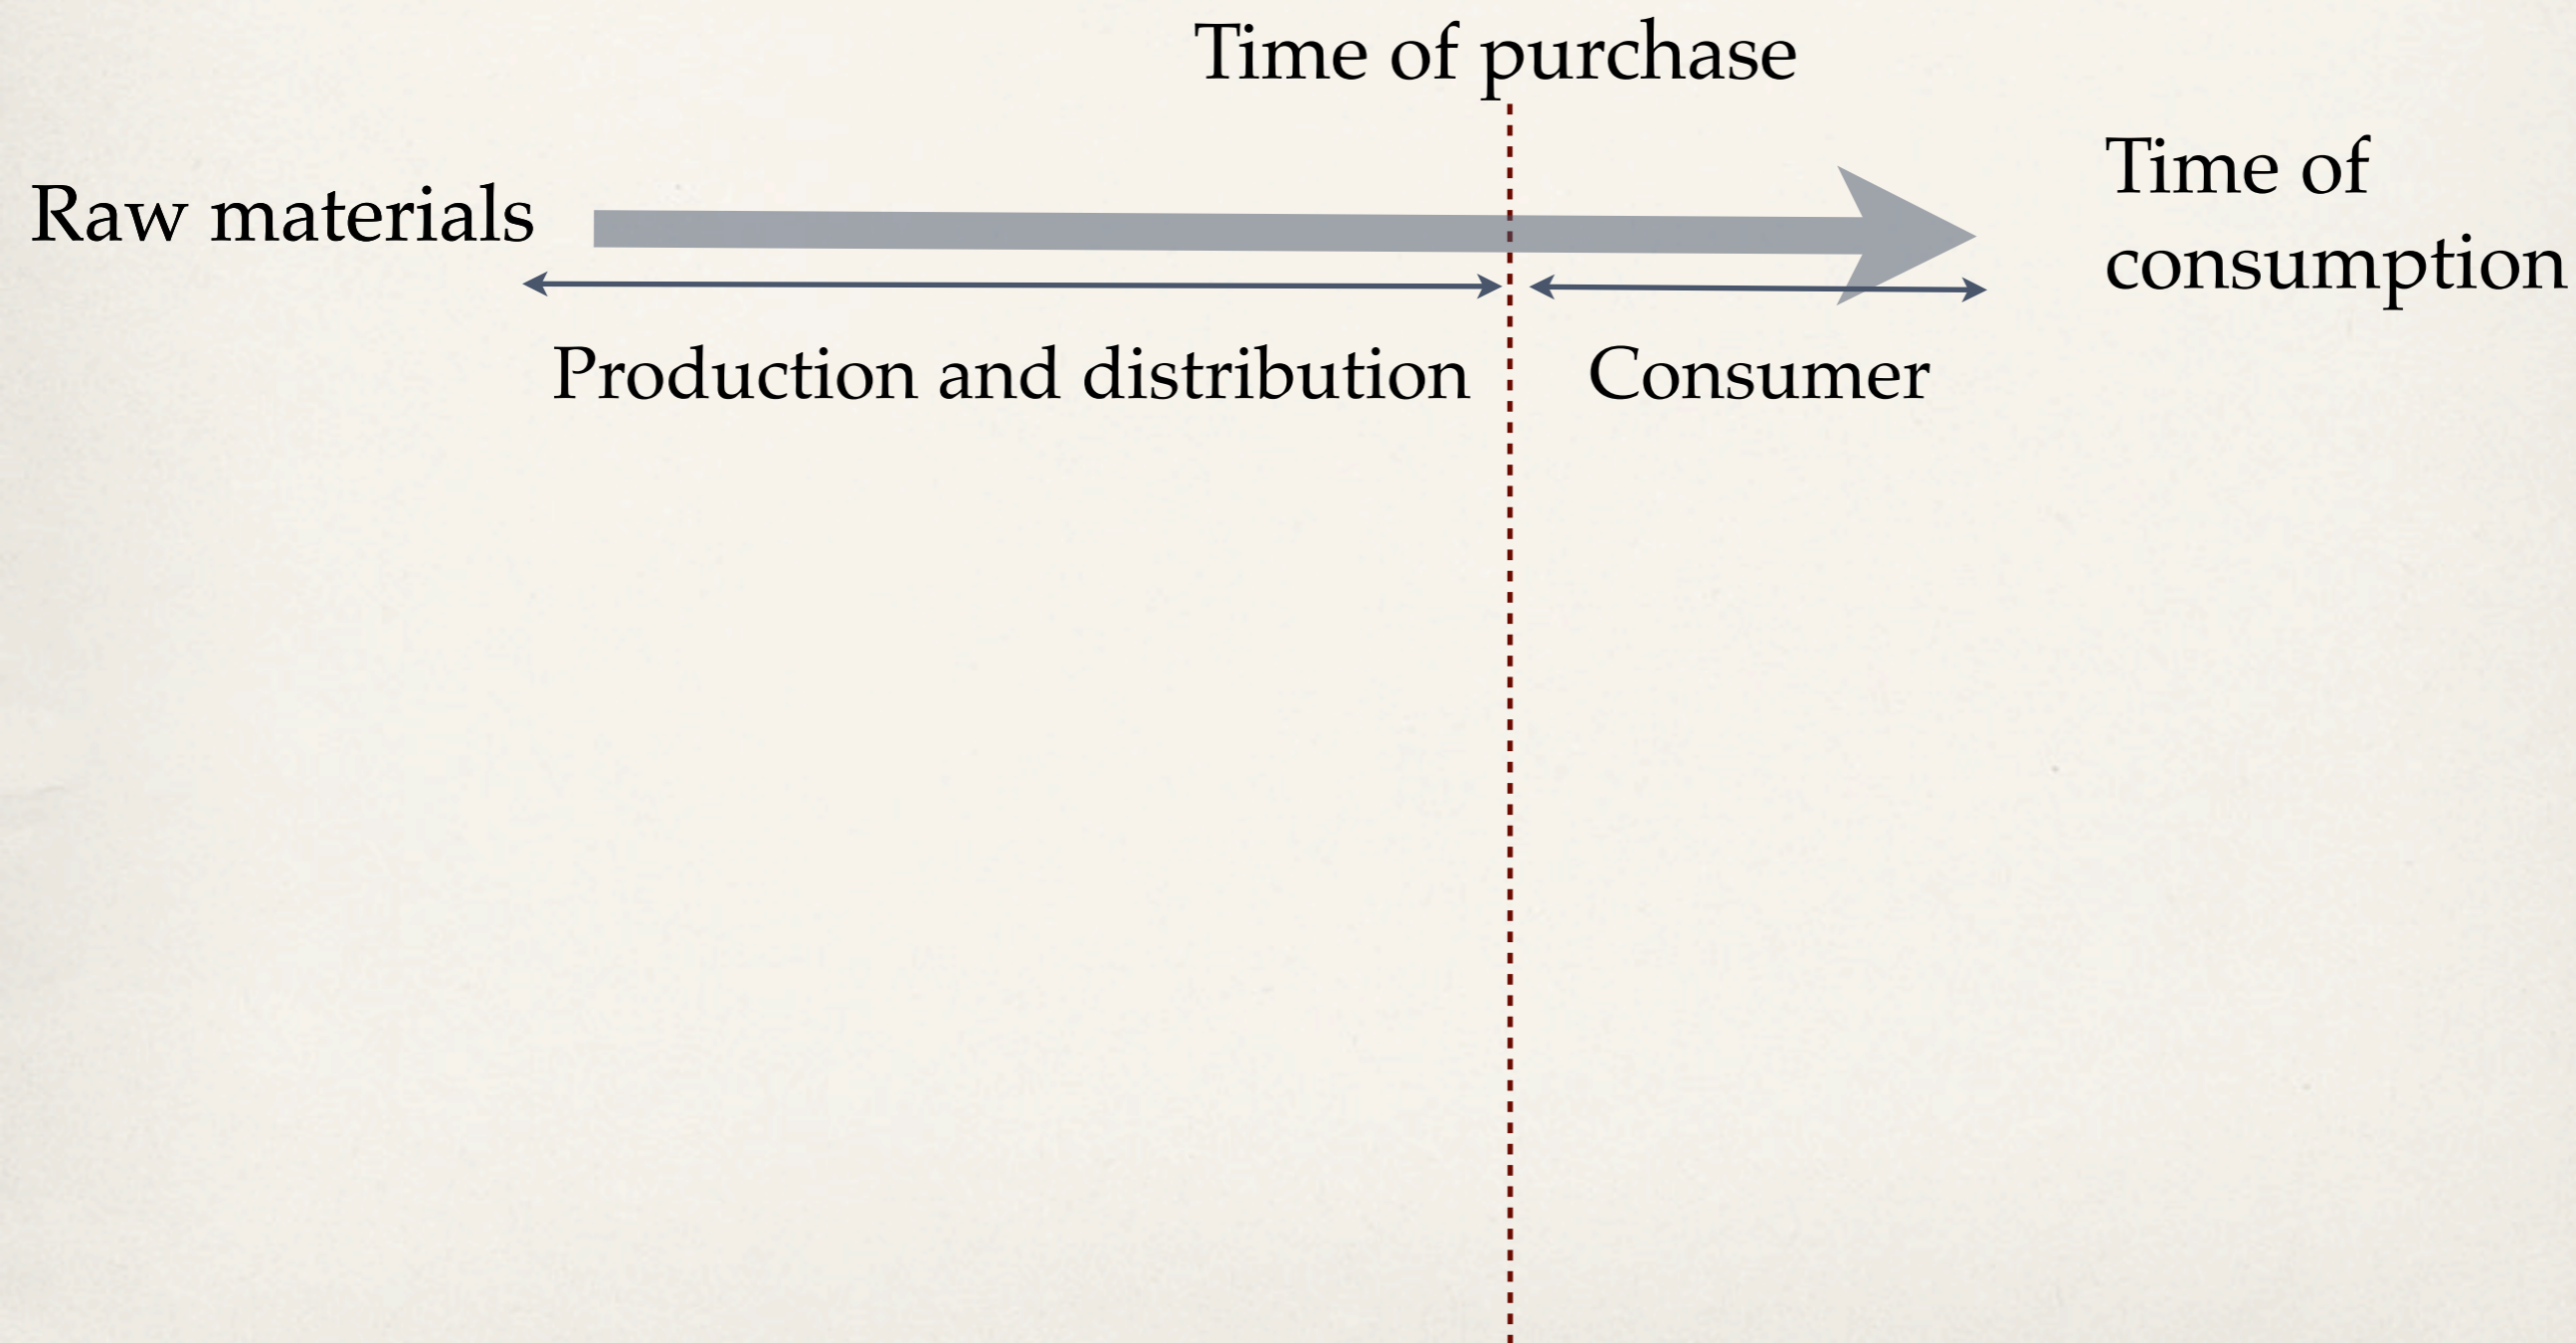 Time of purchase
Raw materials
Time of
consumption
Production and distribution
Consumer